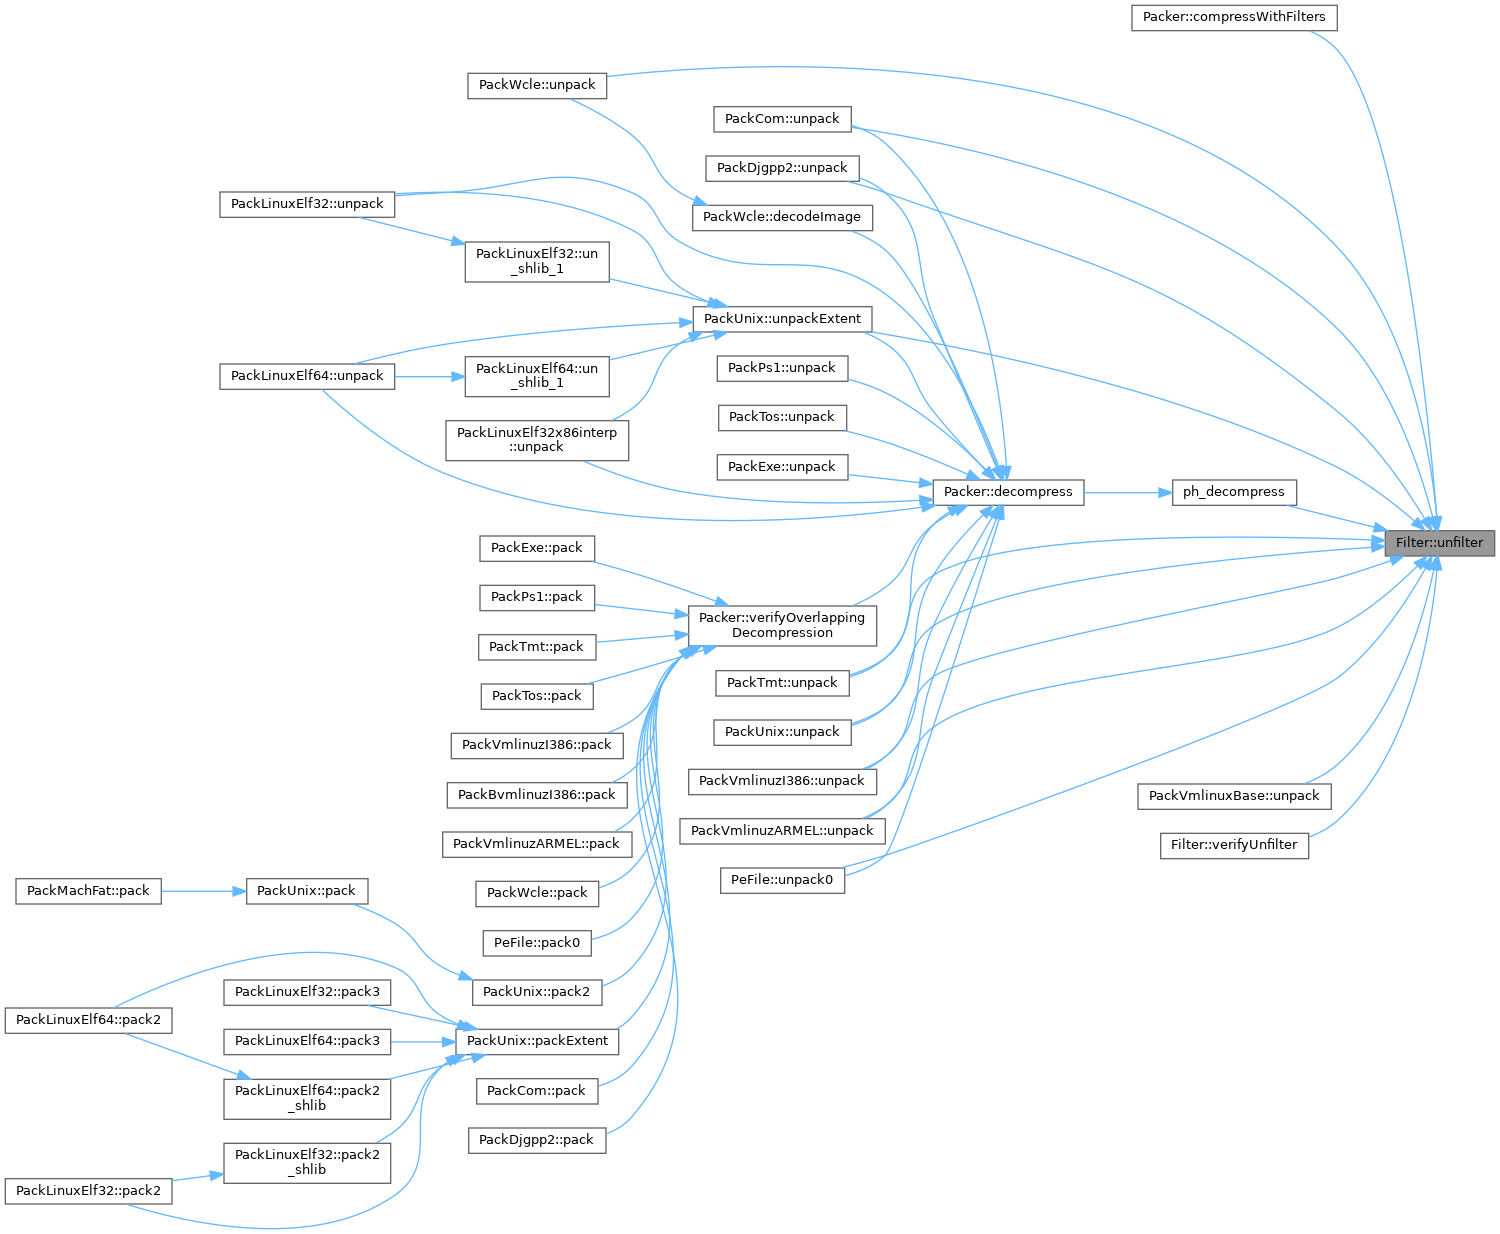 Packer::compressWithFilters
PackWcle::unpack
PackCom::unpack
PackDjgpp2::unpack
PackLinuxElf32::unpack
PackWcle::decodeImage
PackLinuxElf32::un
_shlib_1
PackUnix::unpackExtent
PackLinuxElf64::unpack
PackLinuxElf64::un
_shlib_1
PackPs1::unpack
PackTos::unpack
PackLinuxElf32x86interp
::unpack
PackExe::unpack
Packer::decompress
ph_decompress
Filter::unfilter
PackExe::pack
PackPs1::pack
Packer::verifyOverlapping
Decompression
PackTmt::pack
PackTmt::unpack
PackTos::pack
PackUnix::unpack
PackVmlinuzI386::pack
PackVmlinuzI386::unpack
PackBvmlinuzI386::pack
PackVmlinuxBase::unpack
PackVmlinuzARMEL::unpack
PackVmlinuzARMEL::pack
Filter::verifyUnfilter
PeFile::unpack0
PackMachFat::pack
PackUnix::pack
PackWcle::pack
PeFile::pack0
PackLinuxElf32::pack3
PackUnix::pack2
PackLinuxElf64::pack2
PackLinuxElf64::pack3
PackUnix::packExtent
PackLinuxElf64::pack2
_shlib
PackCom::pack
PackDjgpp2::pack
PackLinuxElf32::pack2
_shlib
PackLinuxElf32::pack2